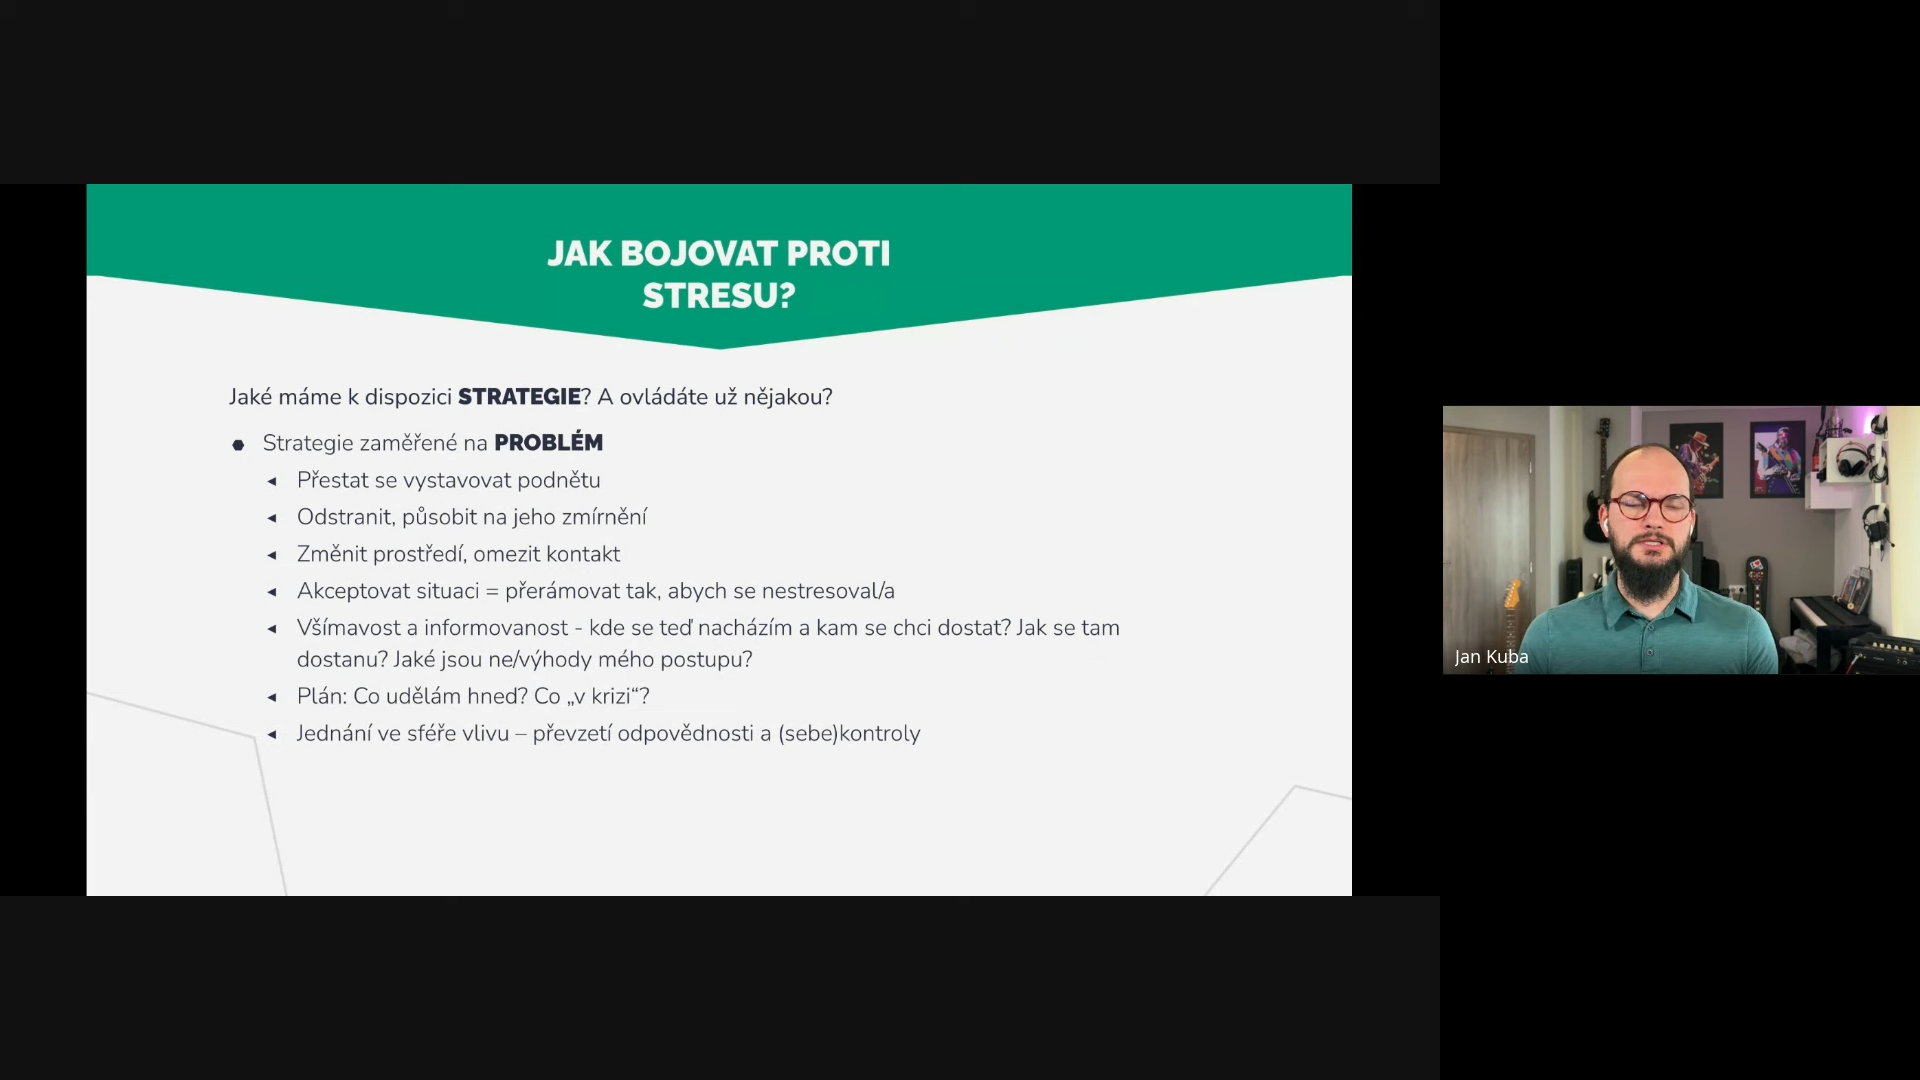 JAK BOJOVAT PROTI
STRESU?
Jaké máme k dispozici STRATEGIE? A ovládáte už nějakou?
Strategie zaměřené na PROBLÉM
Přestat se vystavovat podnětu
Odstranit, působit na jeho zmírnění
Změnit prostředí, omezit kontakt
Akceptovat situaci = přerámovat tak, abych se nestresoval/a
Všímavost a informovanost - kde se teď nacházím a kam se chci dostat? Jak se tam
dostanu? Jaké jsou ne/výhody mého postupu?
Plán: Co udělám hned? Co „v krizi“?
Jednání ve sféře vlivu – převzetí odpovědnosti a (sebe)kontroly
Jan Kuba